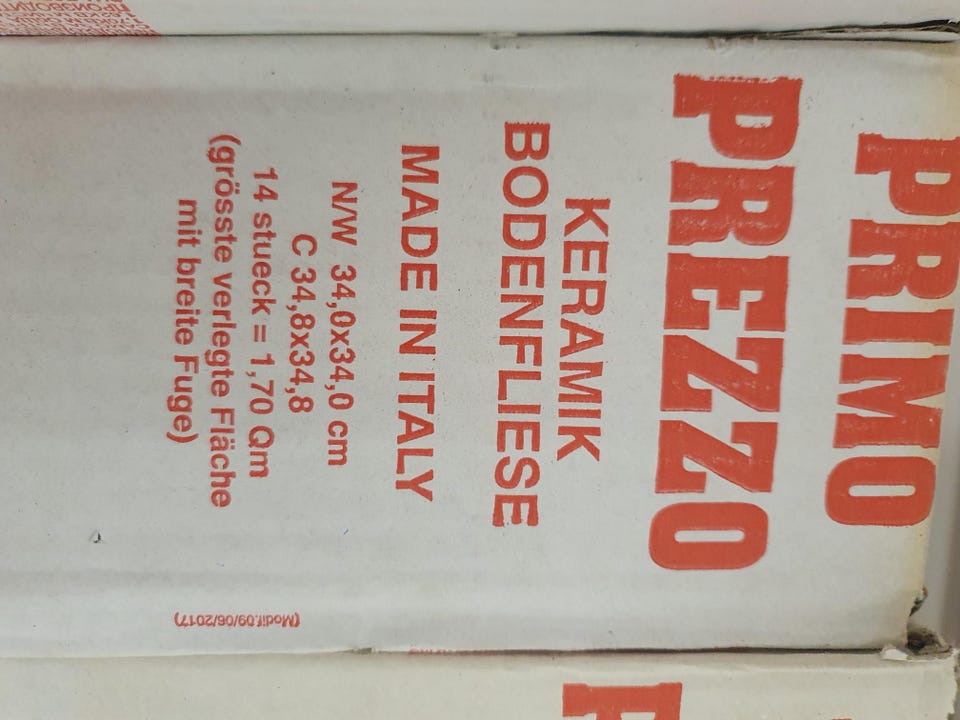 PRIMO
PREZZO
KERAMIK
BODENFLIESE
MADE IN ITALY
N/W 34,0x34,0 cm
C 34,8x34,8
14 stueck = 1,70 Qm
(grösste verlegte Fläche
mit breite Fuge)
(Modif.09/06/2017)